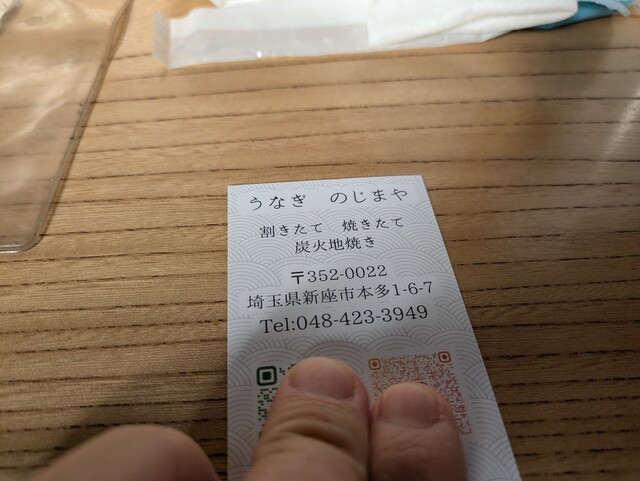 うなぎ　のじまや
割きたて　焼きたて
炭火地焼き
〒352-0022
埼玉県新座市本多1-6-7
Tel:048-423-3949